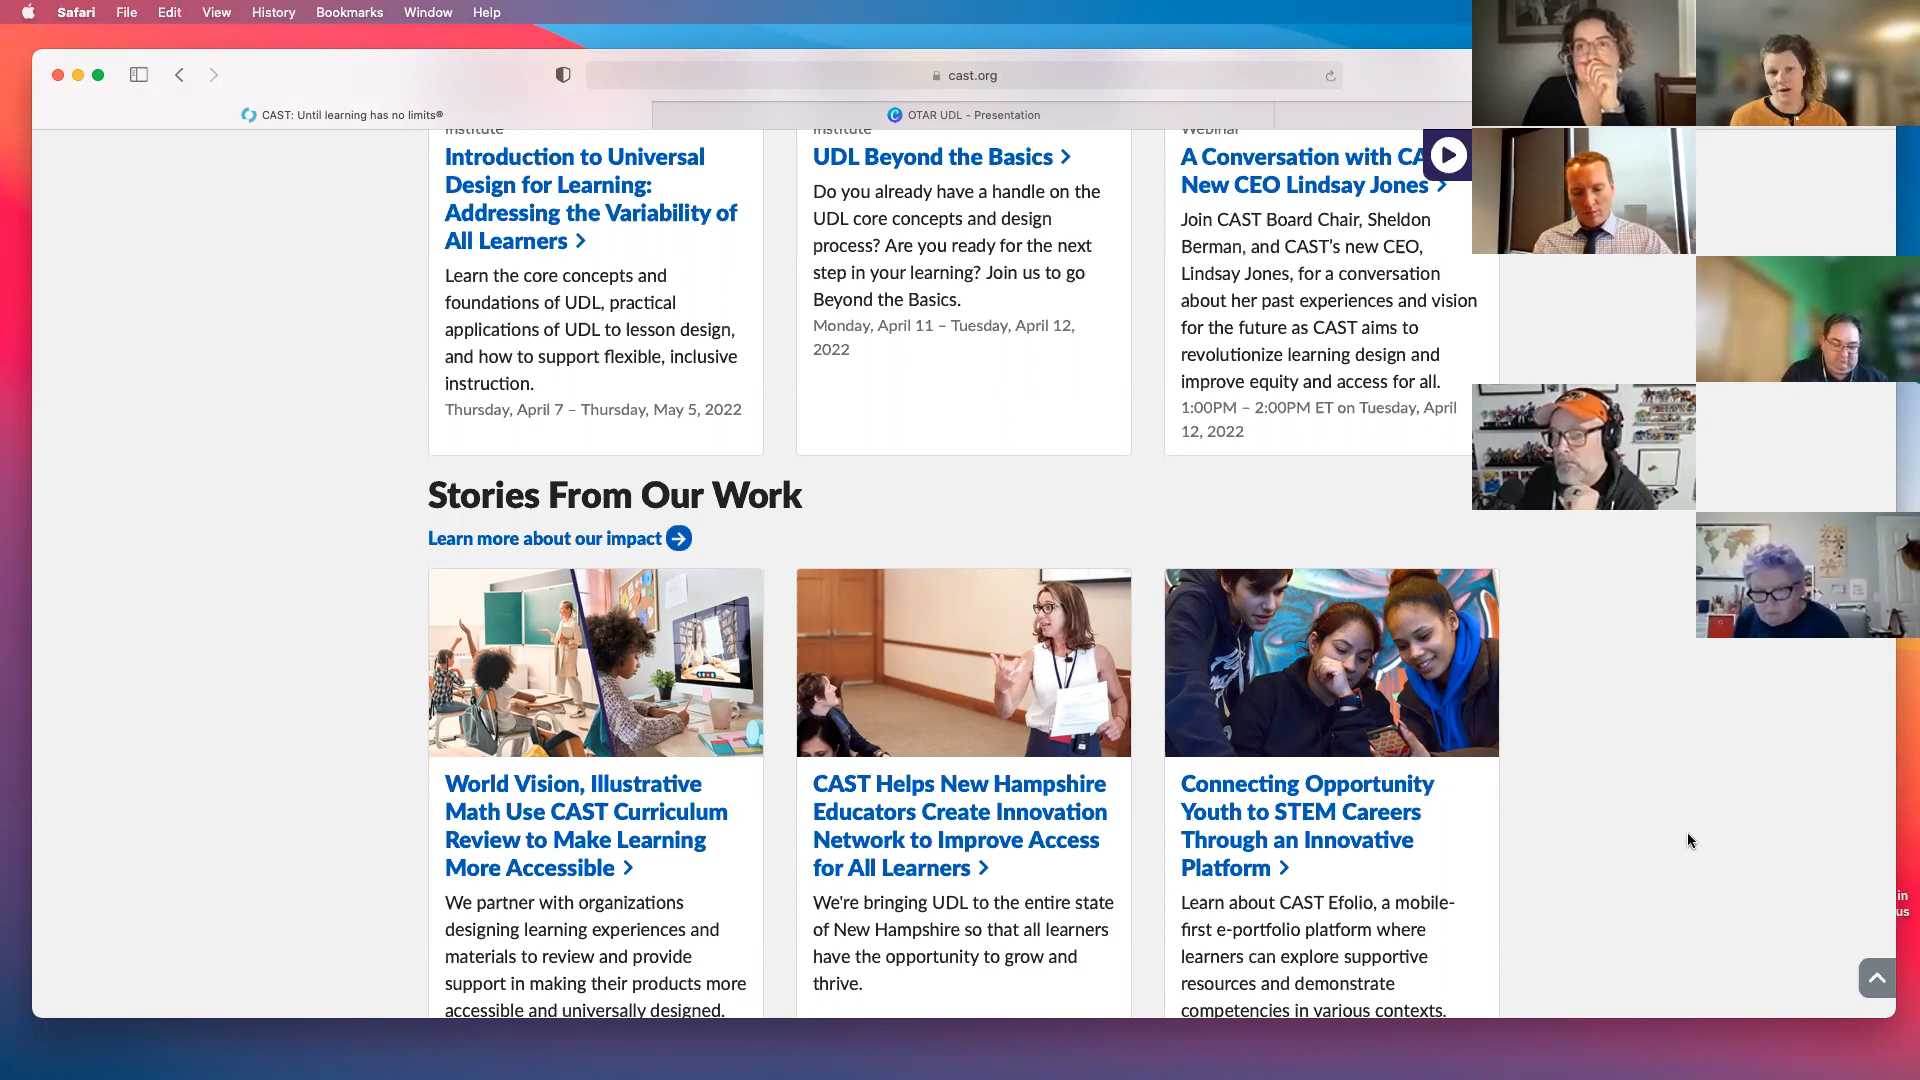 Safari File Edit View History Bookmarks Window Help
cast.org
CAST: Until learning has no limits®
OTAR UDL - Presentation
Institute
Introduction to Universal
Design for Learning:
Addressing the Variability of
All Learners
Learn the core concepts and
foundations of UDL, practical
applications of UDL to lesson design,
and how to support flexible, inclusive
instruction.
Thursday, April 7 – Thursday, May 5, 2022
Institute
UDL Beyond the Basics
Do you already have a handle on the
UDL core concepts and design
process? Are you ready for the next
step in your learning? Join us to go
Beyond the Basics.
Monday, April 11 – Tuesday, April 12,
2022
Webinar
A Conversation with
New CEO Lindsay Jones
Join CAST Board Chair, Sheldon
Berman, and CAST's new CEO,
Lindsay Jones, for a conversation
about her past experiences and vision
for the future as CAST aims to
revolutionize learning design and
improve equity and access for all.
1:00PM – 2:00PM ET on Tuesday, April
12, 2022
Stories From Our Work
Learn more about our impact
World Vision, Illustrative
Math Use CAST Curriculum
Review to Make Learning
More Accessible
We partner with organizations
designing learning experiences and
materials to review and provide
support in making their products more
accessible and universally designed.
CAST Helps New Hampshire
Educators Create Innovation
Network to Improve Access
for All Learners
We're bringing UDL to the entire state
of New Hampshire so that all learners
have the opportunity to grow and
thrive.
Connecting Opportunity
Youth to STEM Careers
Through an Innovative
Platform
Learn about CAST Efolio, a mobile-
first e-portfolio platform where
learners can explore supportive
resources and demonstrate
competencies in various contexts.
in
us